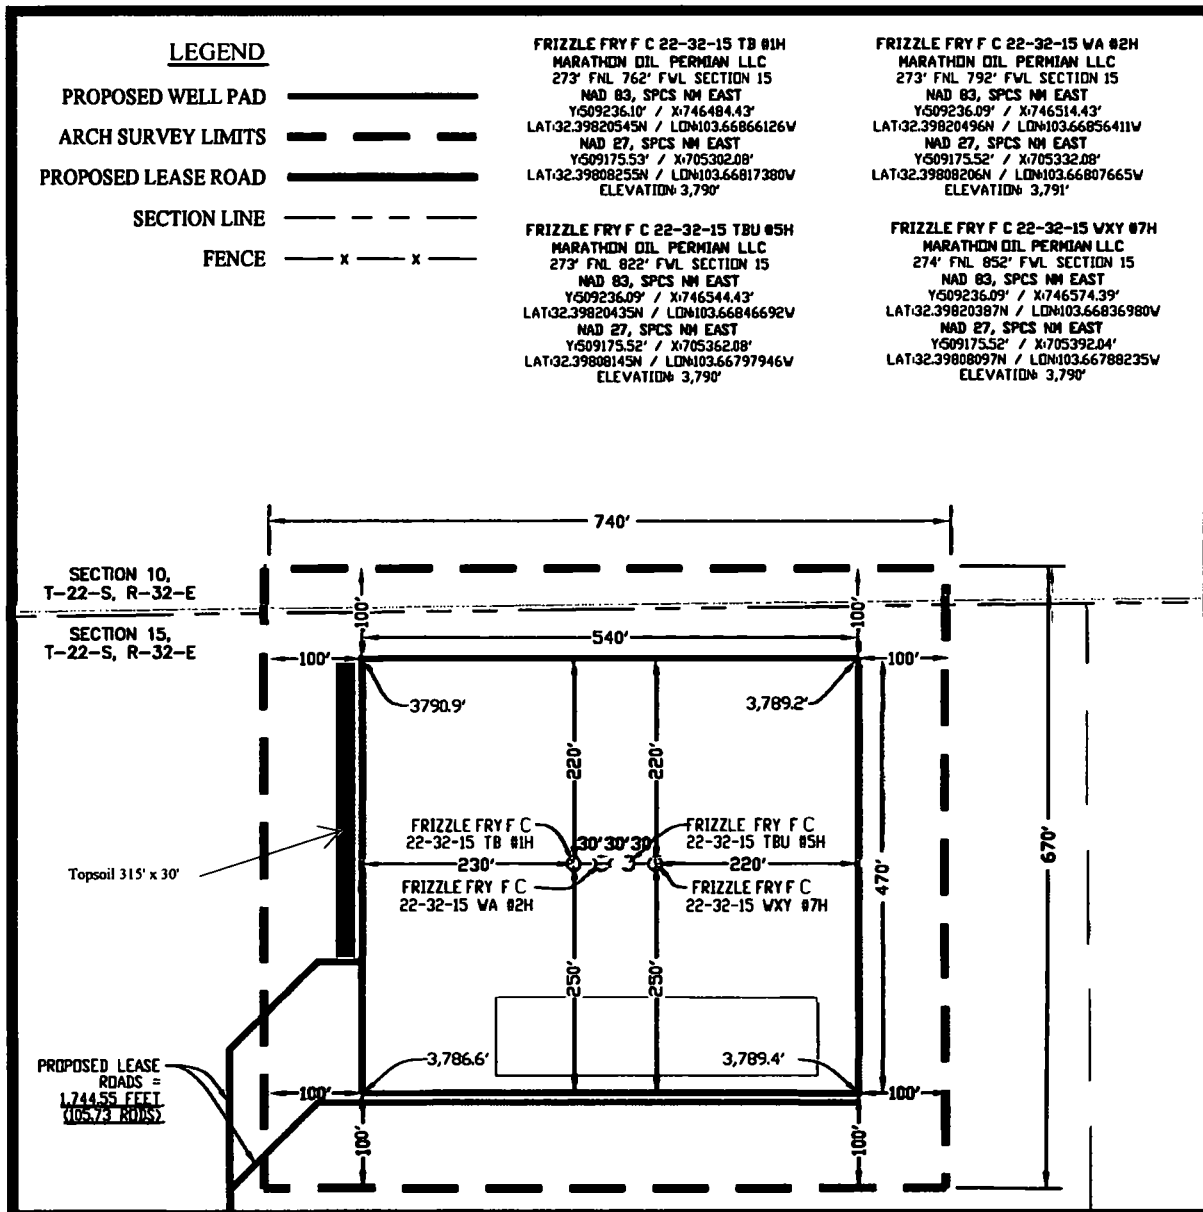 LEGEND
PROPOSED WELL PAD
ARCH SURVEY LIMITS
PROPOSED LEASE ROAD
SECTION LINE
FENCE
x x
FRIZZLE FRY F C 22-32-15 TB #1H
MARATHON OIL PERMIAN LLC
273' FNL 762' FWL SECTION 15
NAD 83, SPCS NM EAST
Y:509236.10' / X:746484.43'
LAT:32.39820545N / LON:103.66866126W
NAD 27, SPCS NM EAST
Y:509175.53' / X:705302.08'
LAT:32.39808255N / LON:103.66817380W
ELEVATION: 3,790'
FRIZZLE FRY F C 22-32-15 WA #2H
MARATHON OIL PERMIAN LLC
273' FNL 792' FWL SECTION 15
NAD 83, SPCS NM EAST
Y:509236.09' / X:746514.43'
LAT:32.39820496N / LON:103.66856411W
NAD 27, SPCS NM EAST
Y:509175.52' / X:705332.08'
LAT:32.39808206N / LON:103.66807665W
ELEVATION: 3,791'
FRIZZLE FRY F C 22-32-15 TBU #5H
MARATHON OIL PERMIAN LLC
273' FNL 822' FWL SECTION 15
NAD 83, SPCS NM EAST
Y:509236.09' / X:746544.43'
LAT:32.39820435N / LON:103.66846692W
NAD 27, SPCS NM EAST
Y:509175.52' / X:705362.08'
LAT:32.39808145N / LON:103.66797946W
ELEVATION: 3,790'
FRIZZLE FRY F C 22-32-15 WXY #7H
MARATHON OIL PERMIAN LLC
274' FNL 852' FWL SECTION 15
NAD 83, SPCS NM EAST
Y:509236.09' / X:746574.39'
LAT:32.39820387N / LON:103.66836980W
NAD 27, SPCS NM EAST
Y:509175.52' / X:705392.04'
LAT:32.39808097N / LON:103.66788235W
ELEVATION: 3,790'
740'
SECTION 10,
T-22-S, R-32-E
SECTION 15,
T-22-S, R-32-E
100'
100'
540'
100'
100'
3790.9'
3,789.2'
220'
220'
FRIZZLE FRY F C
22-32-15 TB #1H
30'30'30'
FRIZZLE FRY F C
22-32-15 TBU #5H
230'
220'
470'
670'
FRIZZLE FRY F C
22-32-15 WA #2H
FRIZZLE FRY F C
22-32-15 WXY #7H
Topsoil 315' x 30'
250'
250'
3,786.6'
3,789.4'
PROPOSED LEASE
ROADS =
1,744.55 FEET
(105.73 RODS)
100'
100'
100'
100'